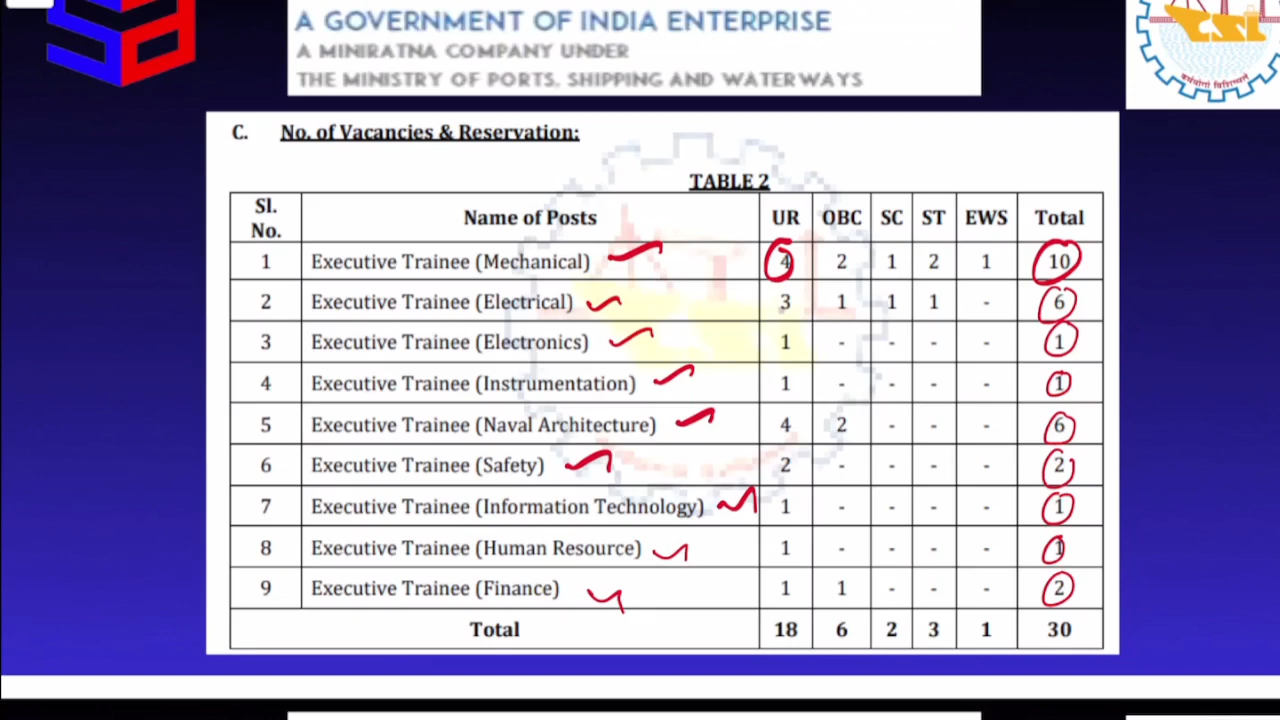 A GOVERNMENT OF INDIA ENTERPRISE
A MINIRATNA COMPANY UNDER
THE MINISTRY OF PORTS, SHIPPING AND WATERWAYS
CSL
C. No. of Vacancies & Reservation:
TABLE 2
Sl. No. Name of Posts UR OBC SC ST EWS Total
1 Executive Trainee (Mechanical) 4 2 1 2 1 10
2 Executive Trainee (Electrical) 3 1 1 1 - 6
3 Executive Trainee (Electronics) 1 - - - - 1
4 Executive Trainee (Instrumentation) 1 - - - - 1
5 Executive Trainee (Naval Architecture) 4 2 - - - 6
6 Executive Trainee (Safety) 2 - - - - 2
7 Executive Trainee (Information Technology) 1 - - - - 1
8 Executive Trainee (Human Resource) 1 - - - - 1
9 Executive Trainee (Finance) 1 1 - - - 2
Total 18 6 2 3 1 30